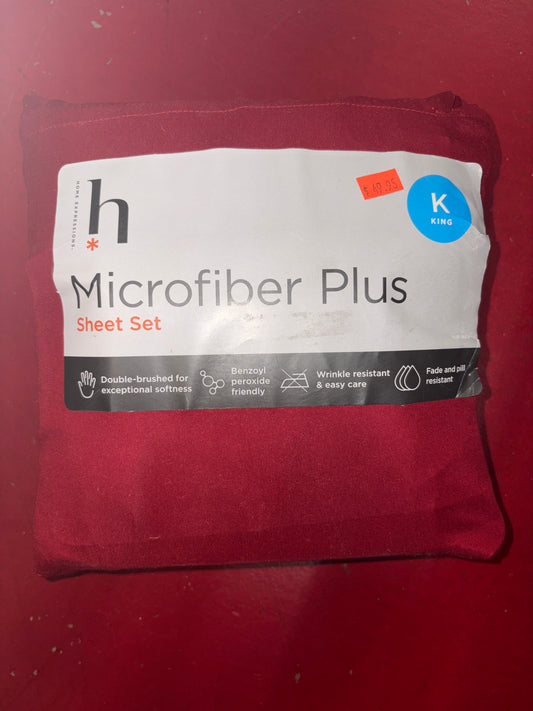 HOME EXPRESSIONS
h
K
KING
Microfiber Plus
Sheet Set
Double-brushed for
exceptional softness
Benzoyl
peroxide
friendly
Wrinkle resistant
& easy care
Fade and pill
resistant